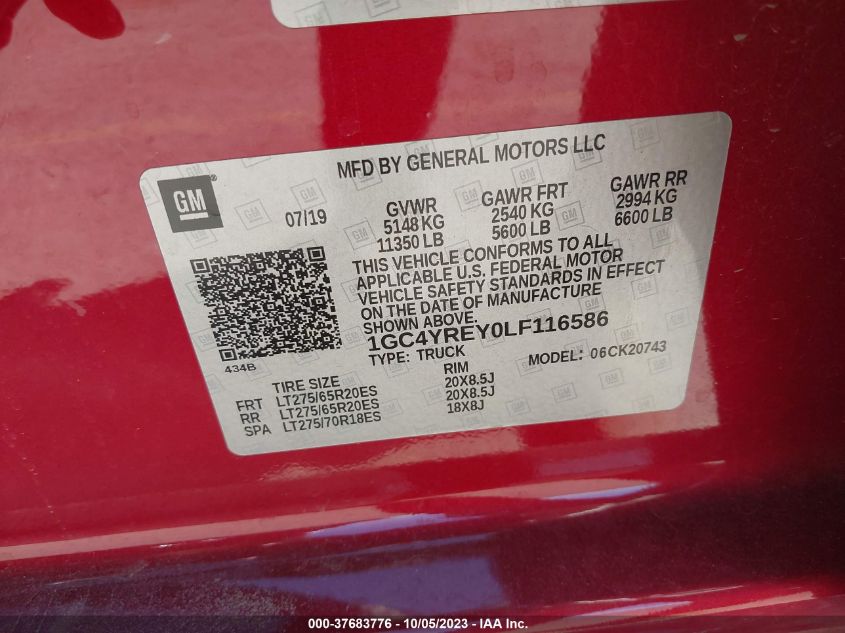 MFD BY GENERAL MOTORS LLC
GM
07/19
GVWR
5148 KG
11350 LB
GAWR FRT
2540 KG
5600 LB
GAWR RR
2994 KG
6600 LB
THIS VEHICLE CONFORMS TO ALL
APPLICABLE U.S. FEDERAL MOTOR
VEHICLE SAFETY STANDARDS IN EFFECT
ON THE DATE OF MANUFACTURE
SHOWN ABOVE.
1GC4YREY0LF116586
TYPE: TRUCK
MODEL: 06CK20743
434B
TIRE SIZE
RIM
FRT LT275/65R20ES 20X8.5J
RR LT275/65R20ES 20X8.5J
SPA LT275/70R18ES 18X8J
000-37683776 - 10/05/2023 - IAA Inc.